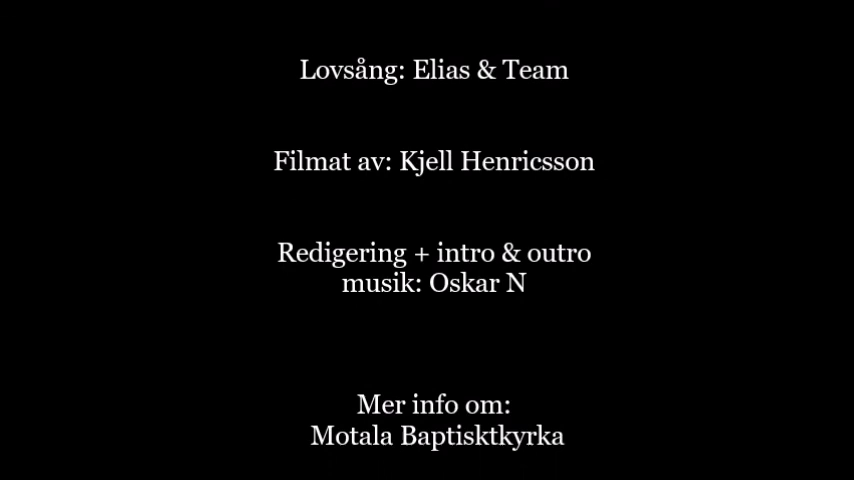 Lovsång: Elias & Team
Filmat av: Kjell Henricsson
Redigering + intro & outro
musik: Oskar N
Mer info om:
Motala Baptisktkyrka